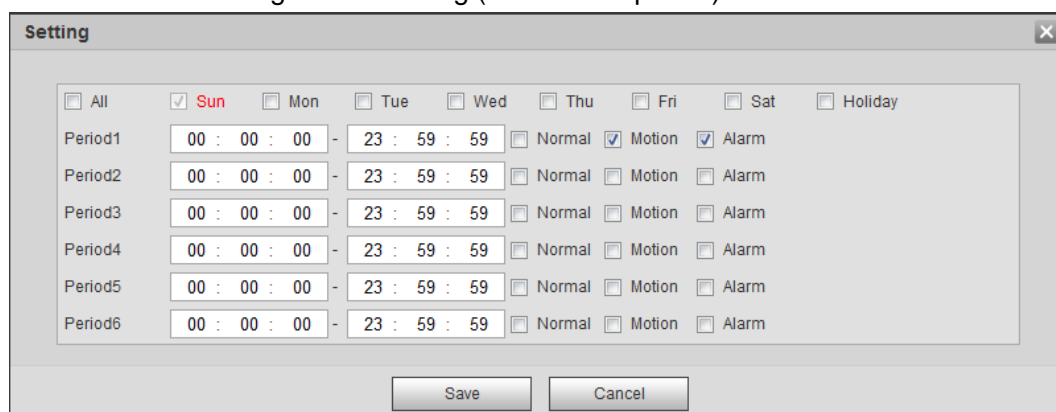 Setting
All Sun Mon Tue Wed Thu Fri Sat Holiday
Period1 00 : 00 : 00 - 23 : 59 : 59 Normal Motion Alarm
Period2 00 : 00 : 00 - 23 : 59 : 59 Normal Motion Alarm
Period3 00 : 00 : 00 - 23 : 59 : 59 Normal Motion Alarm
Period4 00 : 00 : 00 - 23 : 59 : 59 Normal Motion Alarm
Period5 00 : 00 : 00 - 23 : 59 : 59 Normal Motion Alarm
Period6 00 : 00 : 00 - 23 : 59 : 59 Normal Motion Alarm
Save Cancel